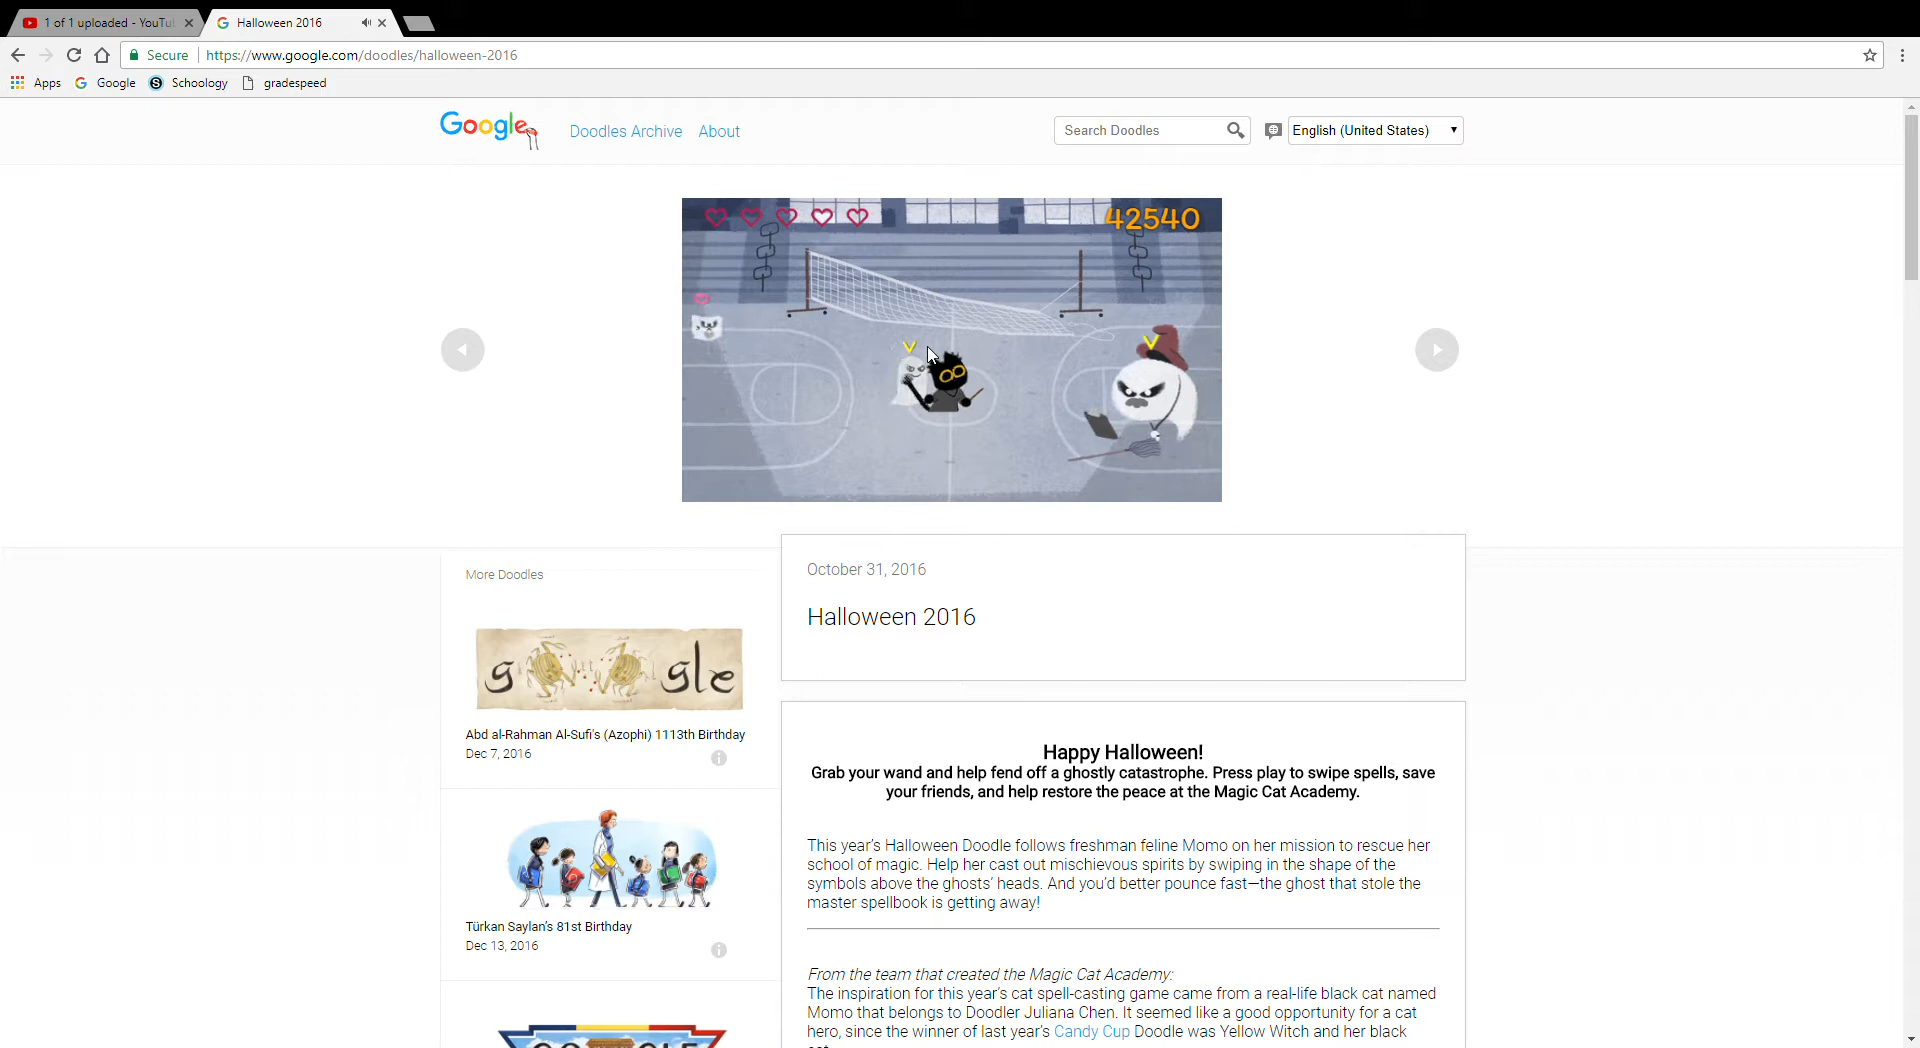 1 of 1 uploaded - YouTu
Halloween 2016
Secure
https://www.google.com/doodles/halloween-2016
Apps
Google
Schoology
gradespeed
Google
Doodles Archive
About
Search Doodles
English (United States)
42540
October 31, 2016
Halloween 2016
More Doodles
google
Abd al-Rahman Al-Sufi's (Azophi) 1113th Birthday
Dec 7, 2016
Türkan Saylan's 81st Birthday
Dec 13, 2016
Happy Halloween!
Grab your wand and help fend off a ghostly catastrophe. Press play to swipe spells, save
your friends, and help restore the peace at the Magic Cat Academy.
This year's Halloween Doodle follows freshman feline Momo on her mission to rescue her
school of magic. Help her cast out mischievous spirits by swiping in the shape of the
symbols above the ghosts' heads. And you'd better pounce fast—the ghost that stole the
master spellbook is getting away!
From the team that created the Magic Cat Academy:
The inspiration for this year's cat spell-casting game came from a real-life black cat named
Momo that belongs to Doodler Juliana Chen. It seemed like a good opportunity for a cat
hero, since the winner of last year's Candy Cup Doodle was Yellow Witch and her black